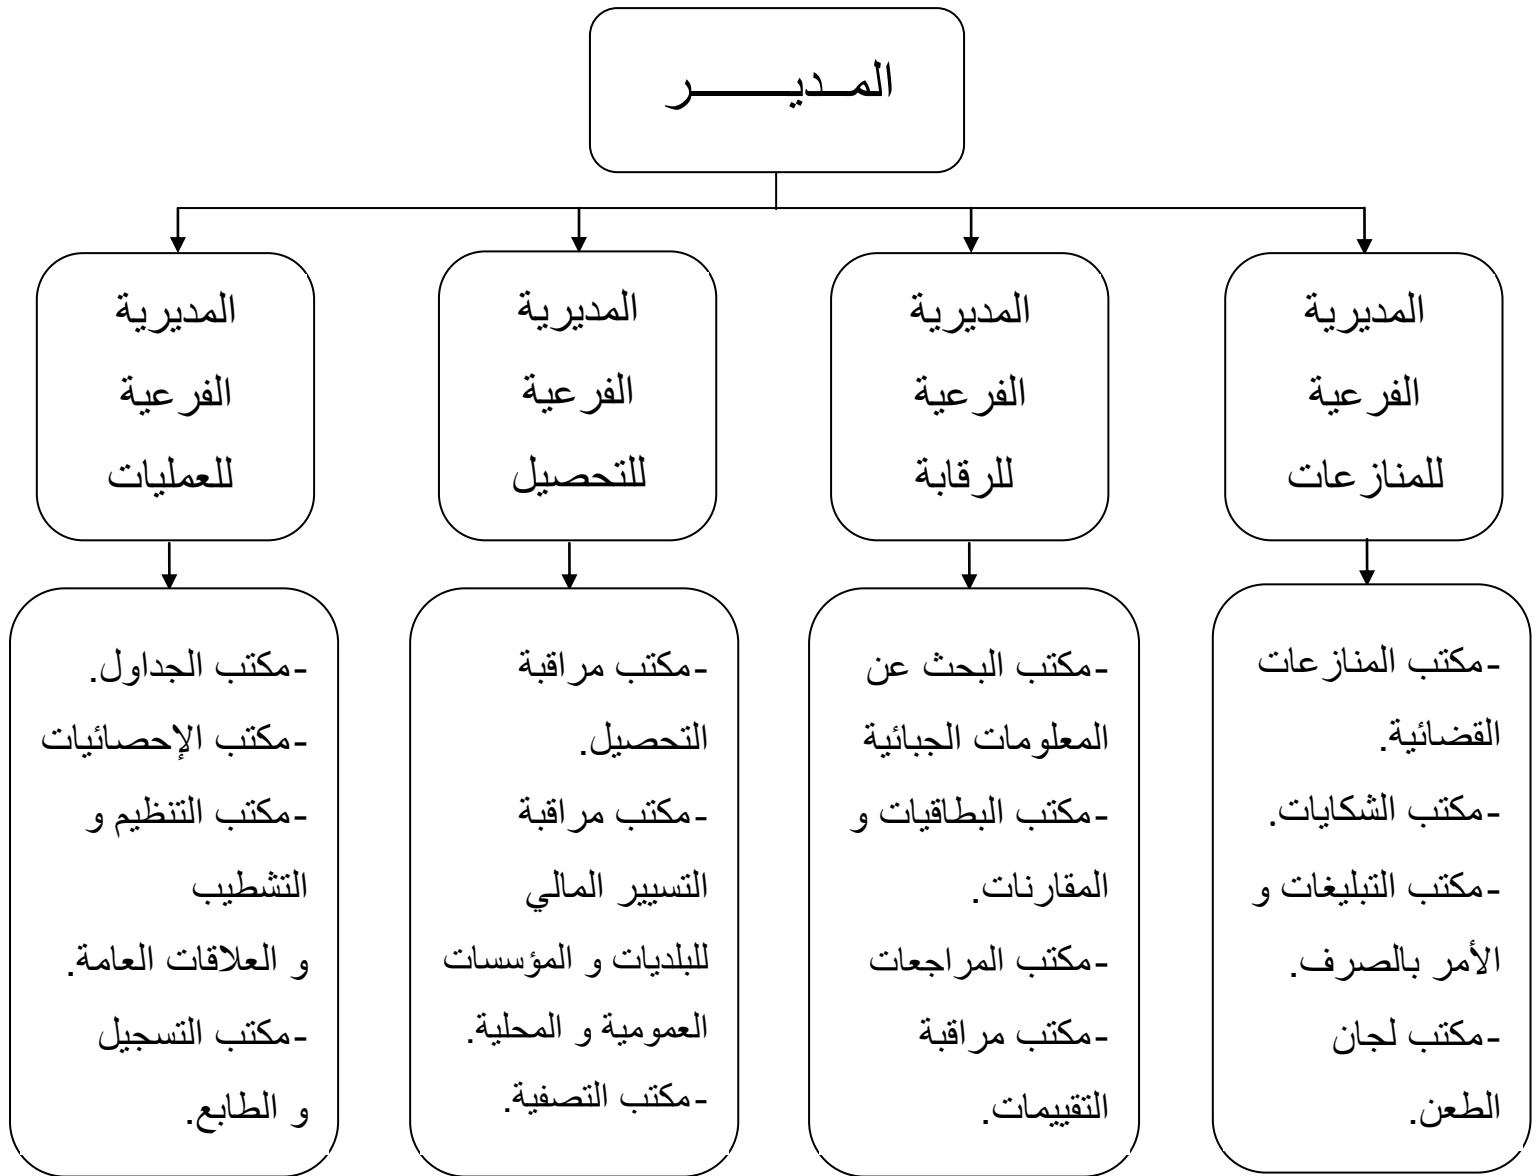 المــديـــــــر
المديرية
الفرعية
للمنازعات
المديرية
الفرعية
للرقابة
المديرية
الفرعية
للتحصيل
المديرية
الفرعية
للعمليات
-مكتب المنازعات
القضائية.
-مكتب الشكايات.
-مكتب التبليغات و
الأمر بالصرف.
-مكتب لجان
الطعن.
-مكتب البحث عن
المعلومات الجبائية
-مكتب البطاقيات و
المقارنات.
-مكتب المراجعات
-مكتب مراقبة
التقييمات.
-مكتب مراقبة
التحصيل.
-مكتب مراقبة
التسيير المالي
للبلديات و المؤسسات
العمومية و المحلية.
-مكتب التصفية.
-مكتب الجداول.
-مكتب الإحصائيات
-مكتب التنظيم و
التشطيب
و العلاقات العامة.
-مكتب التسجيل
و الطابع.